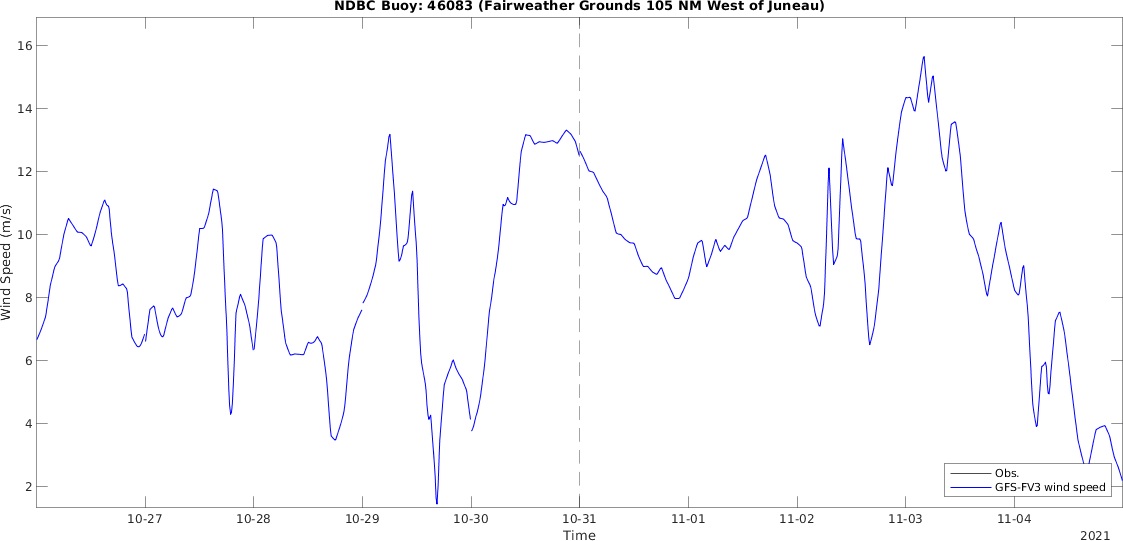 NDBC Buoy: 46083 (Fairweather Grounds 105 NM West of Juneau)
Wind Speed (m/s)
16
14
12
10
8
6
4
2
10-27 10-28 10-29 10-30 10-31 11-01 11-02 11-03 11-04
Time
2021
Obs.
GFS-FV3 wind speed